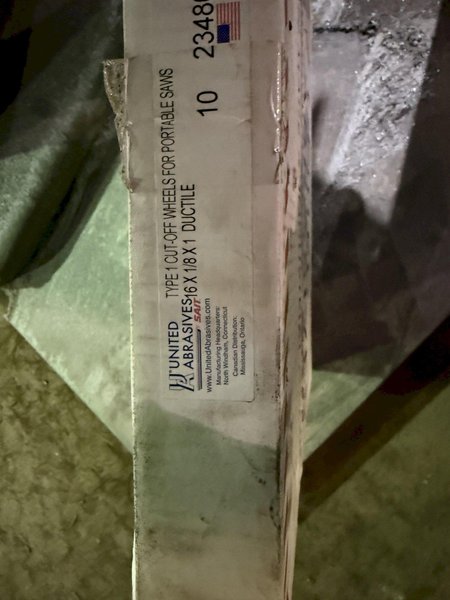 23480
10
TYPE 1 CUT-OFF WHEELS FOR PORTABLE SAWS
16 X 1/8 X 1 DUCTILE
UNITED
ABRASIVES
SAIT
www.UnitedAbrasives.com
Manufacturing Headquarters:
North Windham, Connecticut
Canadian Distribution:
Mississauga, Ontario